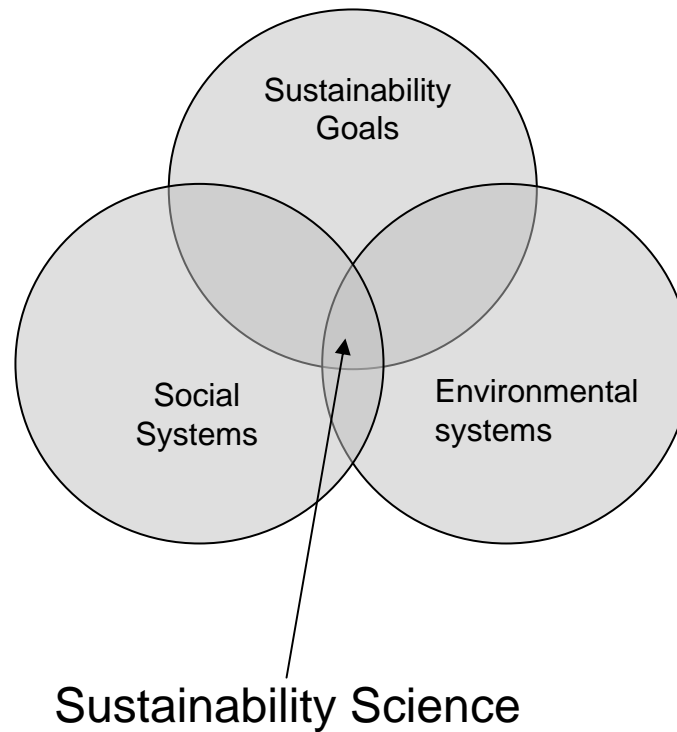 Sustainability
Goals
Social
Systems
Environmental
systems
Sustainability Science